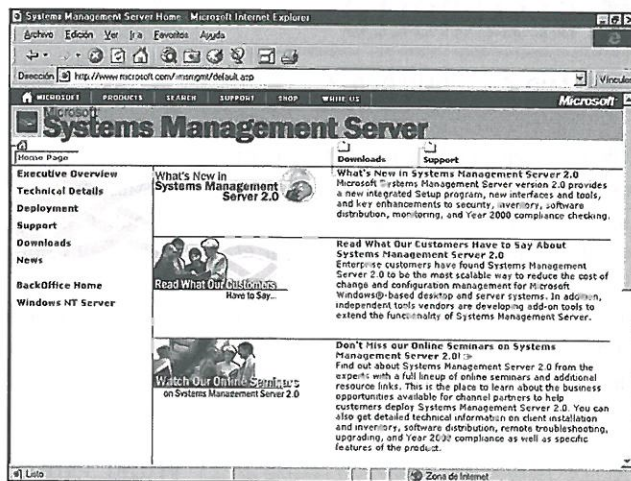 Systems Management Server Home - Microsoft Internet Explorer
Archivo Edición Ver Ir a Favoritos Ayuda
Dirección http://www.microsoft.com/smsmgmt/default.asp
Vínculos
MICROSOFT PRODUCTS SEARCH SUPPORT SHOP WRITE US Microsoft
Microsoft
Systems Management Server
Home Page
Downloads Support
Executive Overview
Technical Details
Deployment
Support
Downloads
News
BackOffice Home
Windows NT Server
What's New in
Systems Management
Server 2.0
What's New in Systems Management Server 2.0
Microsoft Systems Management Server version 2.0 provides
a new integrated Setup program, new interfaces and tools,
and key enhancements to security, inventory, software
distribution, monitoring, and Year 2000 compliance checking.
Read What Our Customers
Have to Say...
Read What Our Customers Have to Say About
Systems Management Server 2.0
Enterprise customers have found Systems Management
Server 2.0 to be the most scalable way to reduce the cost of
change and configuration management for Microsoft
Windows®-based desktop and server systems. In addition,
independent tools vendors are developing add-on tools to
extend the functionality of Systems Management Server.
Watch Our Online Seminars
on Systems Management Server 2.0
Don't Miss our Online Seminars on Systems
Management Server 2.0!
Find out about Systems Management Server 2.0 from the
experts with a full lineup of online seminars and additional
resource links. This is the place to learn about the business
opportunities available for channel partners to help
customers deploy Systems Management Server 2.0. You can
also get detailed technical information on client installation
and inventory, software distribution, remote troubleshooting,
upgrading, and Year 2000 compliance as well as specific
features of the product.
Listo
Zona de Internet